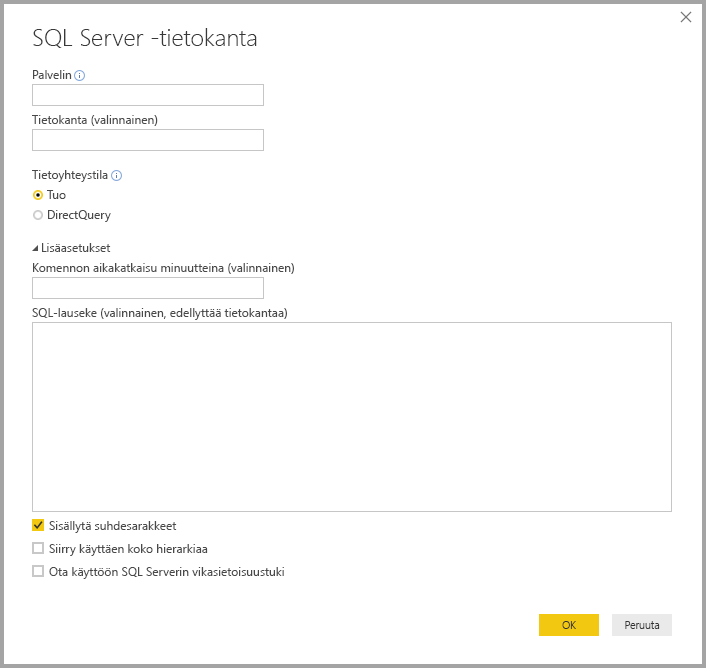 SQL Server -tietokanta
Palvelin
Tietokanta (valinnainen)
Tietoyhteystila
Tuo
DirectQuery
Lisäasetukset
Komennon aikakatkaisu minuutteina (valinnainen)
SQL-lauseke (valinnainen, edellyttää tietokantaa)
Sisällytä suhdesarakkeet
Siirry käyttäen koko hierarkiaa
Ota käyttöön SQL Serverin vikasietoisuustuki
OK Peruuta